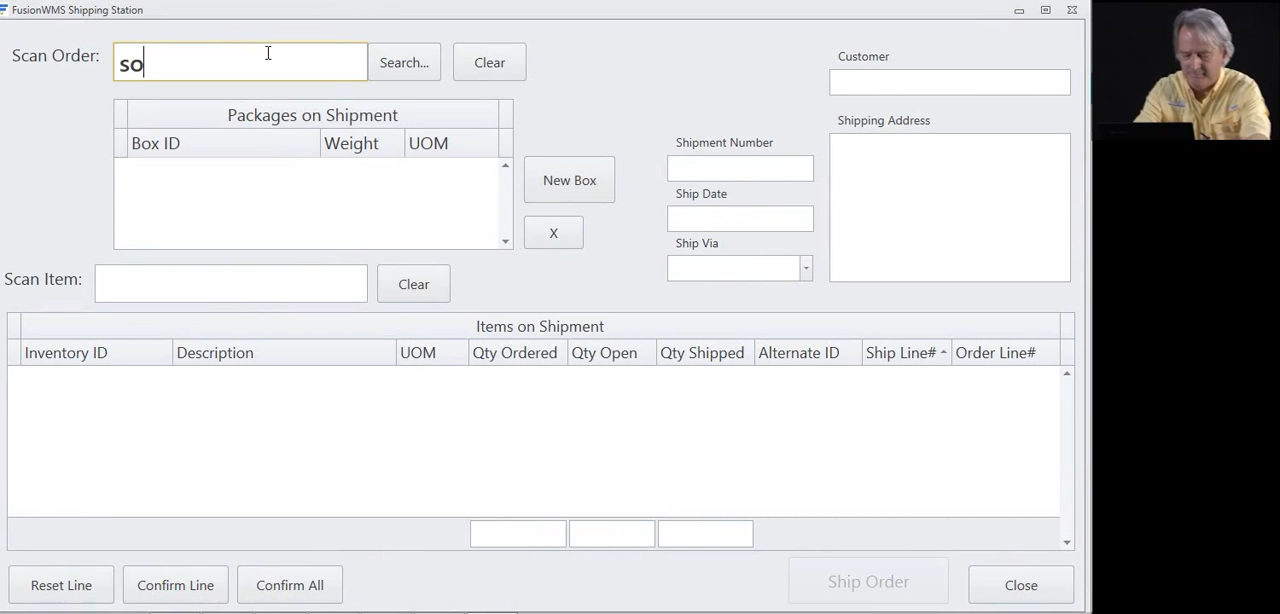 FusionWMS Shipping Station
Scan Order:
so
Search...
Clear
Customer
Packages on Shipment
Box ID
Weight
UOM
Shipping Address
Shipment Number
New Box
Ship Date
X
Ship Via
Scan Item:
Clear
Items on Shipment
Inventory ID
Description
UOM
Qty Ordered
Qty Open
Qty Shipped
Alternate ID
Ship Line#
Order Line#
Reset Line
Confirm Line
Confirm All
Ship Order
Close